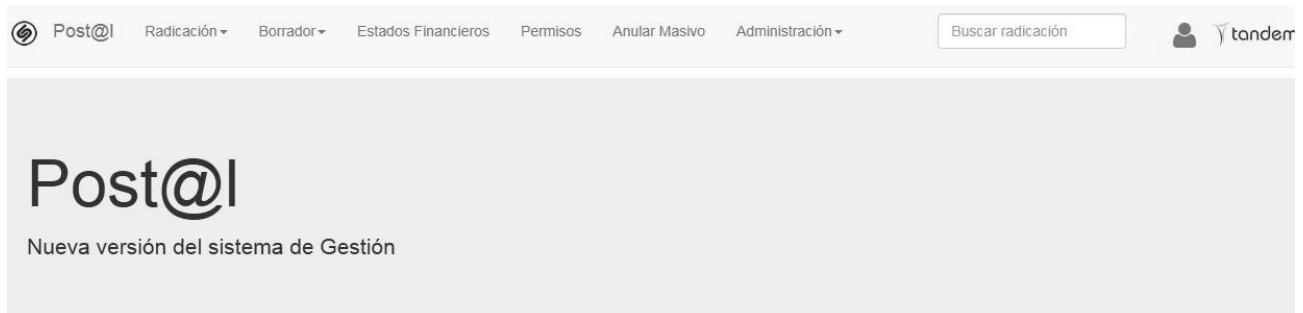 Post@l Radicación Borrador Estados Financieros Permisos Anular Masivo Administración Buscar radicación tandem
Post@l
Nueva versión del sistema de Gestión